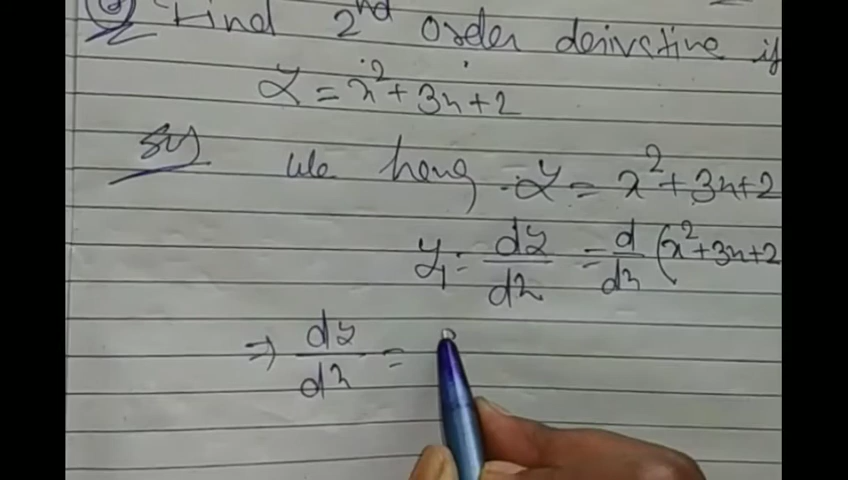 Find 2nd order derivative if
y = x² + 3x + 2
Sol We have y = x² + 3x + 2
y₁ = dy/dx = d/dx (x² + 3x + 2
⇒ dy/dx =